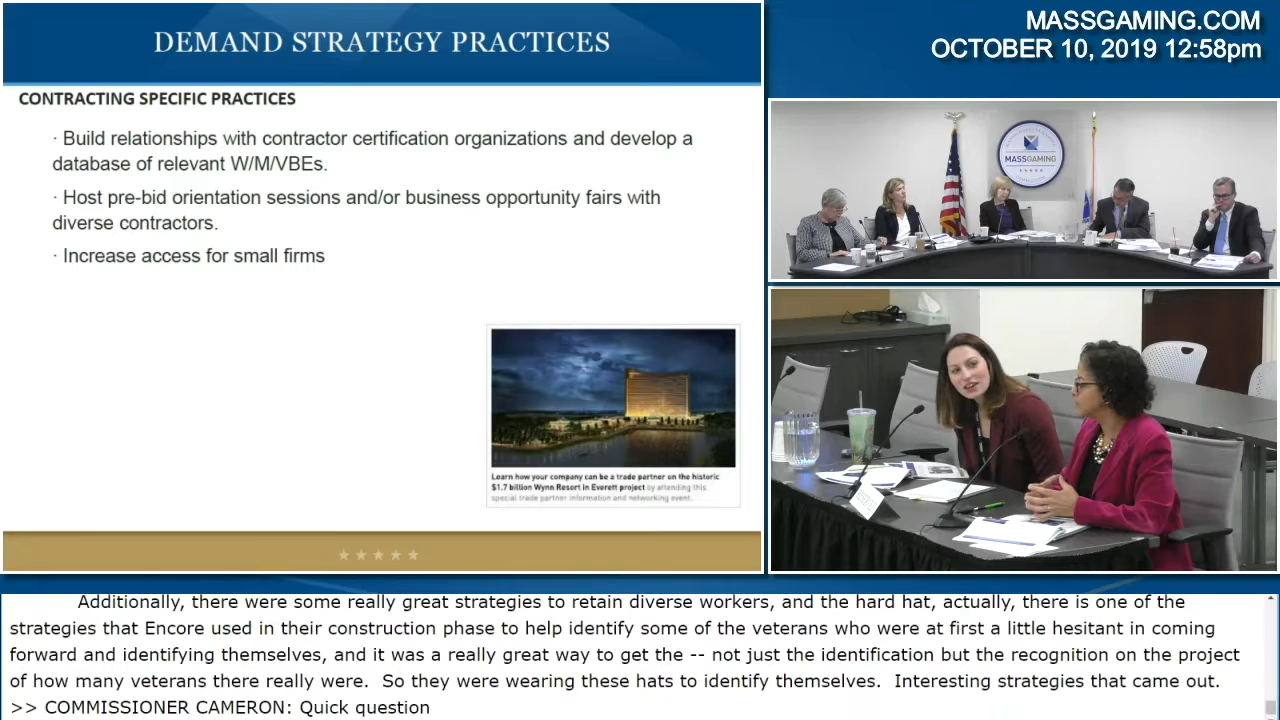 DEMAND STRATEGY PRACTICES
CONTRACTING SPECIFIC PRACTICES
· Build relationships with contractor certification organizations and develop a
database of relevant W/M/VBEs.
· Host pre-bid orientation sessions and/or business opportunity fairs with
diverse contractors.
· Increase access for small firms
Learn how your company can be a trade partner on the historic
$1.7 billion Wynn Resort in Everett project by attending this
special trade partner information and networking event.
MASSGAMING.COM
OCTOBER 10, 2019 12:58pm
MASSGAMING
Additionally, there were some really great strategies to retain diverse workers, and the hard hat, actually, there is one of the
strategies that Encore used in their construction phase to help identify some of the veterans who were at first a little hesitant in coming
forward and identifying themselves, and it was a really great way to get the -- not just the identification but the recognition on the project
of how many veterans there really were.  So they were wearing these hats to identify themselves.  Interesting strategies that came out.
>> COMMISSIONER CAMERON: Quick question